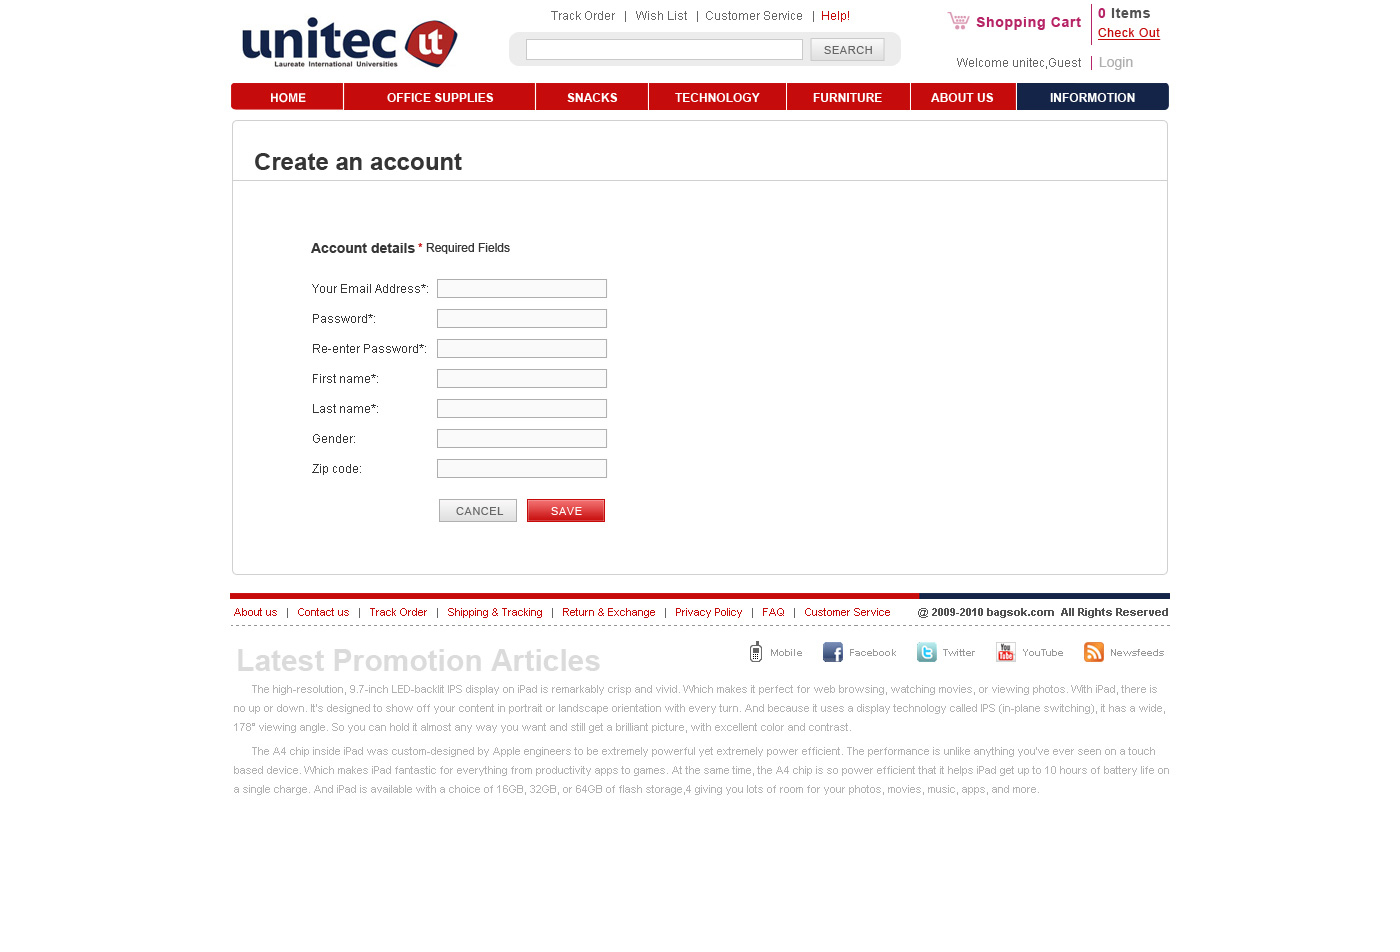 unitec ut
Laureate International Universities
Track Order | Wish List | Customer Service | Help!
SEARCH
Shopping Cart
0 Items
Check Out
Welcome unitec,Guest | Login
HOME OFFICE SUPPLIES SNACKS TECHNOLOGY FURNITURE ABOUT US INFORMOTION
Create an account
Account details * Required Fields
Your Email Address*:
Password*:
Re-enter Password*:
First name*:
Last name*:
Gender:
Zip code:
CANCEL SAVE
About us | Contact us | Track Order | Shipping & Tracking | Return & Exchange | Privacy Policy | FAQ | Customer Service @ 2009-2010 bagsok.com All Rights Reserved
Latest Promotion Articles
Mobile Facebook Twitter YouTube Newsfeeds
The high-resolution, 9.7-inch LED-backlit IPS display on iPad is remarkably crisp and vivid. Which makes it perfect for web browsing, watching movies, or viewing photos. With iPad, there is
no up or down. It's designed to show off your content in portrait or landscape orientation with every turn. And because it uses a display technology called IPS (in-plane switching), it has a wide,
178° viewing angle. So you can hold it almost any way you want and still get a brilliant picture, with excellent color and contrast.
The A4 chip inside iPad was custom-designed by Apple engineers to be extremely powerful yet extremely power efficient. The performance is unlike anything you've ever seen on a touch
based device. Which makes iPad fantastic for everything from productivity apps to games. At the same time, the A4 chip is so power efficient that it helps iPad get up to 10 hours of battery life on
a single charge. And iPad is available with a choice of 16GB, 32GB, or 64GB of flash storage,4 giving you lots of room for your photos, movies, music, apps, and more.